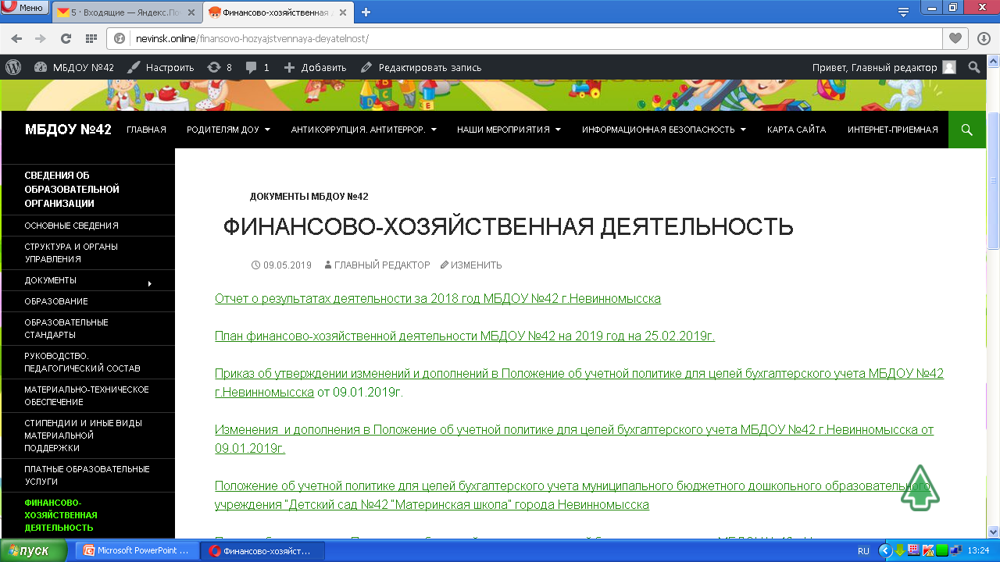 Меню
5 · Входящие — Яндекс.По
Финансово-хозяйственная
nevinsk.online/finansovo-hozyajstvennaya-deyatelnost/
МБДОУ №42 Настроить 8 1 Добавить Редактировать запись Привет, Главный редактор
МБДОУ №42 ГЛАВНАЯ РОДИТЕЛЯМ ДОУ АНТИКОРРУПЦИЯ. АНТИТЕРРОР. НАШИ МЕРОПРИЯТИЯ ИНФОРМАЦИОННАЯ БЕЗОПАСНОСТЬ КАРТА САЙТА ИНТЕРНЕТ-ПРИЕМНАЯ
СВЕДЕНИЯ ОБ
ОБРАЗОВАТЕЛЬНОЙ
ОРГАНИЗАЦИИ
ОСНОВНЫЕ СВЕДЕНИЯ
СТРУКТУРА И ОРГАНЫ
УПРАВЛЕНИЯ
ДОКУМЕНТЫ
ОБРАЗОВАНИЕ
ОБРАЗОВАТЕЛЬНЫЕ
СТАНДАРТЫ
РУКОВОДСТВО.
ПЕДАГОГИЧЕСКИЙ СОСТАВ
МАТЕРИАЛЬНО-ТЕХНИЧЕСКОЕ
ОБЕСПЕЧЕНИЕ
СТИПЕНДИИ И ИНЫЕ ВИДЫ
МАТЕРИАЛЬНОЙ
ПОДДЕРЖКИ
ПЛАТНЫЕ ОБРАЗОВАТЕЛЬНЫЕ
УСЛУГИ
ФИНАНСОВО-
ХОЗЯЙСТВЕННАЯ
ДЕЯТЕЛЬНОСТЬ
ДОКУМЕНТЫ МБДОУ №42
ФИНАНСОВО-ХОЗЯЙСТВЕННАЯ ДЕЯТЕЛЬНОСТЬ
09.05.2019 ГЛАВНЫЙ РЕДАКТОР ИЗМЕНИТЬ
Отчет о результатах деятельности за 2018 год МБДОУ №42 г.Невинномысска
План финансово-хозяйственной деятельности МБДОУ №42 на 2019 год на 25.02.2019г.
Приказ об утверждении изменений и дополнений в Положение об учетной политике для целей бухгалтерского учета МБДОУ №42
г.Невинномысска от 09.01.2019г.
Изменения  и дополнения в Положение об учетной политике для целей бухгалтерского учета МБДОУ №42 г.Невинномысска от
09.01.2019г.
Положение об учетной политике для целей бухгалтерского учета муниципального бюджетного дошкольного образовательного
учреждения "Детский сад №42 "Материнская школа" города Невинномысска
пуск
Microsoft PowerPoint ...
Финансово-хозяйст...
RU
13:24